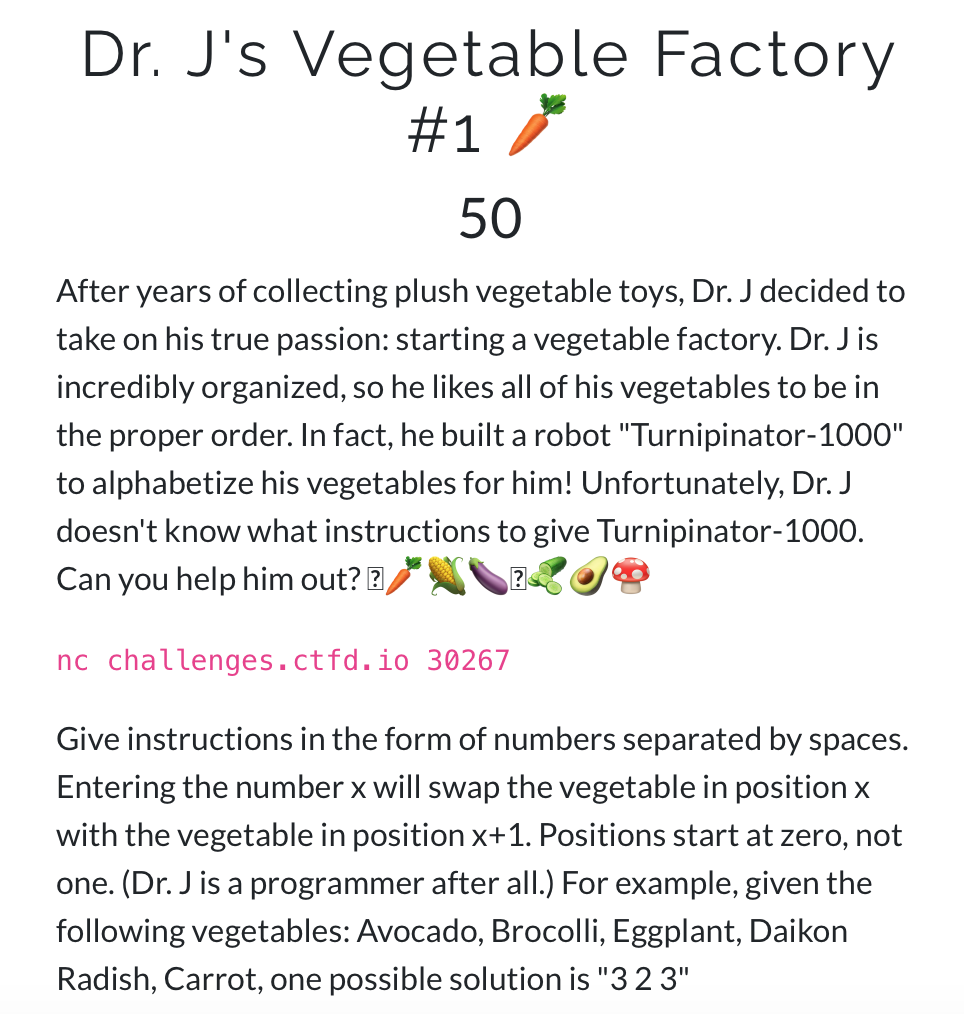 Dr. J's Vegetable Factory
#1 🥕
50
After years of collecting plush vegetable toys, Dr. J decided to
take on his true passion: starting a vegetable factory. Dr. J is
incredibly organized, so he likes all of his vegetables to be in
the proper order. In fact, he built a robot "Turnipinator-1000"
to alphabetize his vegetables for him! Unfortunately, Dr. J
doesn't know what instructions to give Turnipinator-1000.
Can you help him out? 🥕🌽🍆🥒🥑🍄
nc challenges.ctfd.io 30267
Give instructions in the form of numbers separated by spaces.
Entering the number x will swap the vegetable in position x
with the vegetable in position x+1. Positions start at zero, not
one. (Dr. J is a programmer after all.) For example, given the
following vegetables: Avocado, Brocolli, Eggplant, Daikon
Radish, Carrot, one possible solution is "3 2 3"